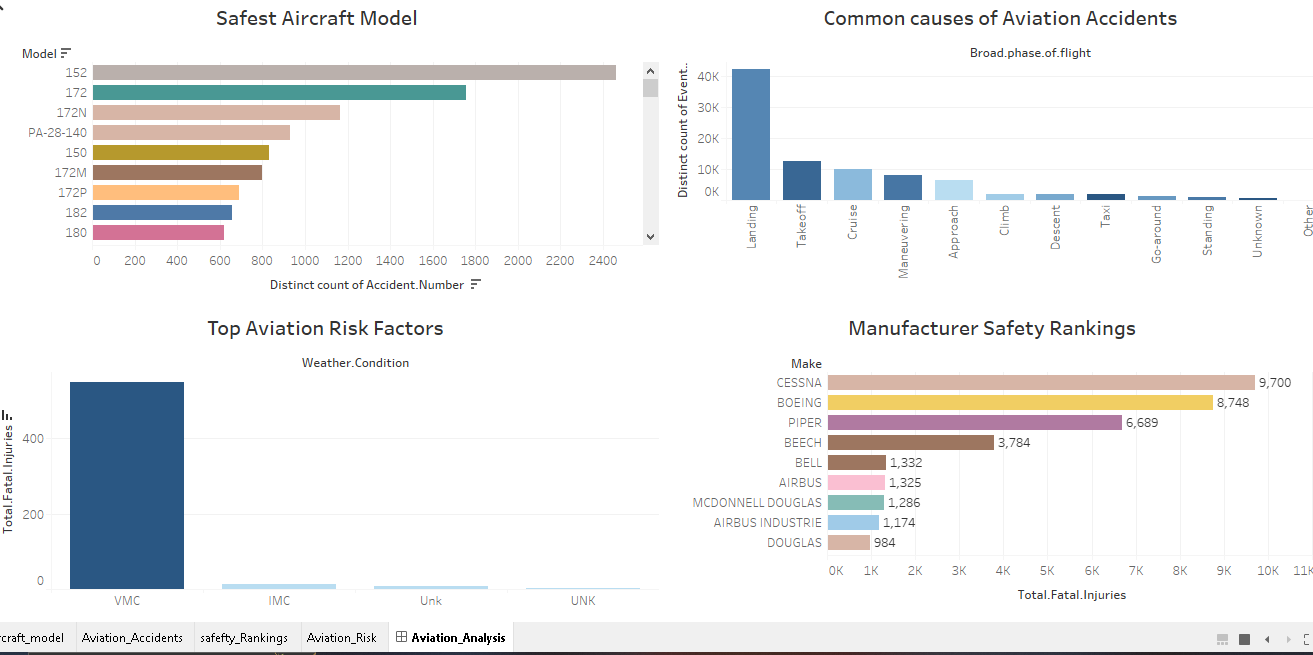 Safest Aircraft Model
Model
152
172
172N
PA-28-140
150
172M
172P
182
180
0 200 400 600 800 1000 1200 1400 1600 1800 2000 2200 2400
Distinct count of Accident.Number
Common causes of Aviation Accidents
Broad.phase.of.flight
Distinct count of Event..
40K
30K
20K
10K
0K
Landing
Takeoff
Cruise
Maneuvering
Approach
Climb
Descent
Taxi
Go-around
Standing
Unknown
Other
Top Aviation Risk Factors
Weather.Condition
Total.Fatal.Injuries
400
200
0
VMC IMC Unk UNK
Manufacturer Safety Rankings
Make
CESSNA 9,700
BOEING 8,748
PIPER 6,689
BEECH 3,784
BELL 1,332
AIRBUS 1,325
MCDONNELL DOUGLAS 1,286
AIRBUS INDUSTRIE 1,174
DOUGLAS 984
0K 1K 2K 3K 4K 5K 6K 7K 8K 9K 10K 11K
Total.Fatal.Injuries
rcraft_model Aviation_Accidents safefty_Rankings Aviation_Risk Aviation_Analysis